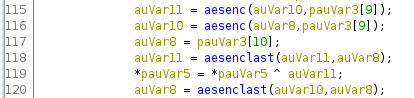 115 auVar11 = aesenc(auVar10,pauVar3[9]);
116 auVar10 = aesenc(auVar8,pauVar3[9]);
117 auVar8 = pauVar3[10];
118 auVar11 = aesenclast(auVar11,auVar8);
119 *pauVar5 = *pauVar5 ^ auVar11;
120 auVar8 = aesenclast(auVar10,auVar8);